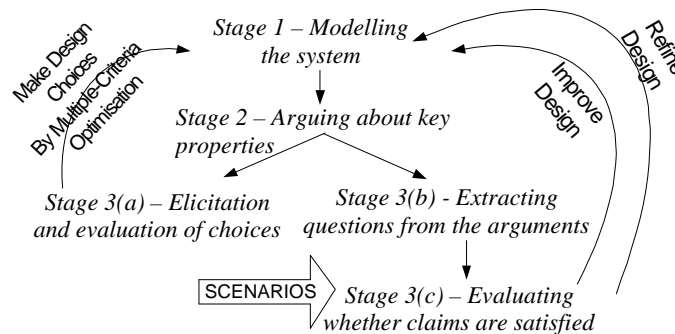 Stage 1 – Modelling
the system
Make Design
Choices
By Multiple-Criteria
Optimisation
Refine
Design
Improve
Design
Stage 2 – Arguing about key
properties
Stage 3(a) – Elicitation
and evaluation of choices
Stage 3(b) - Extracting
questions from the arguments
SCENARIOS
Stage 3(c) – Evaluating
whether claims are satisfied